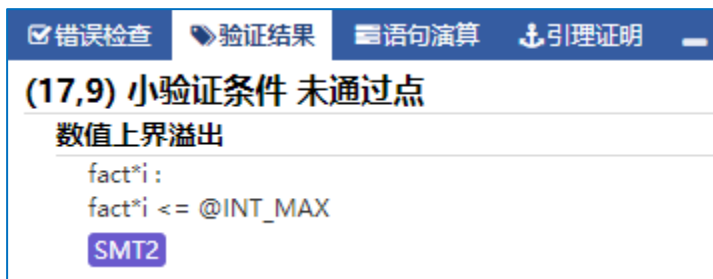 错误检查 验证结果 语句演算 引理证明
(17,9) 小验证条件 未通过点
数值上界溢出
fact*i :
fact*i <= @INT_MAX
SMT2